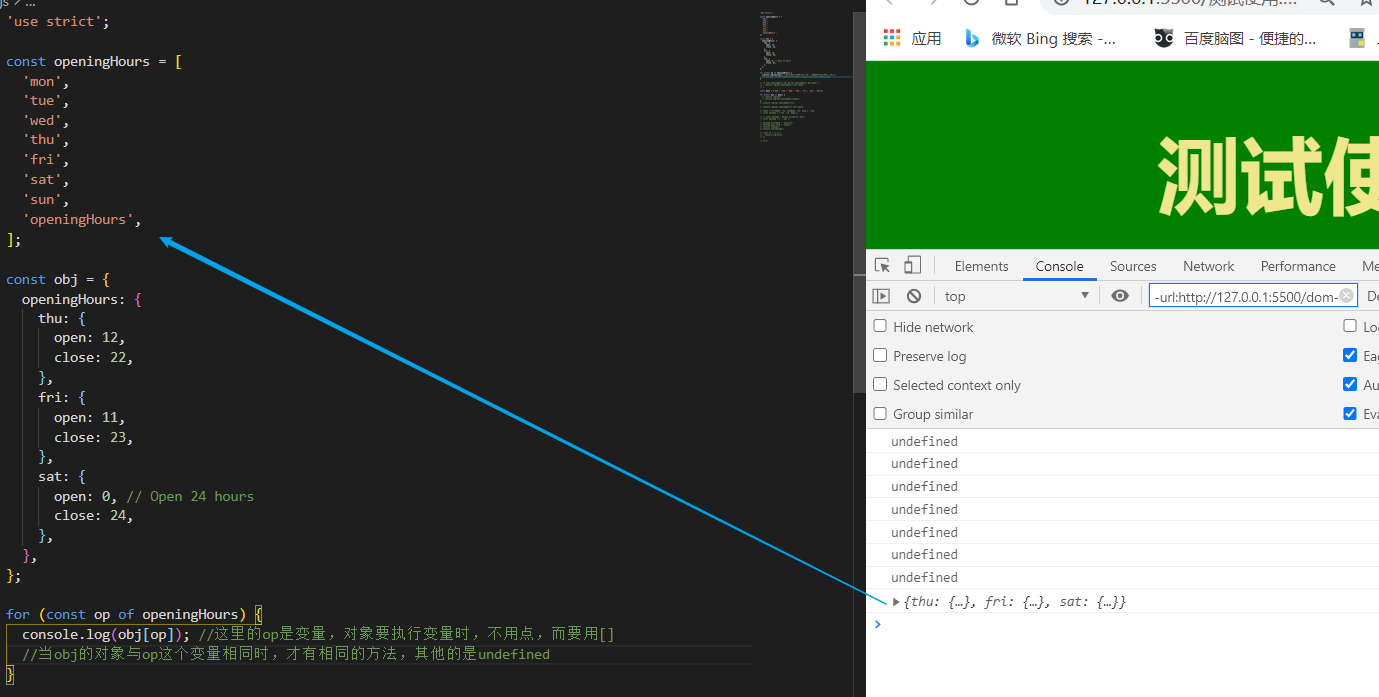 'use strict';
const openingHours = [
'mon',
'tue',
'wed',
'thu',
'fri',
'sat',
'sun',
'openingHours',
];
const obj = {
openingHours: {
thu: {
open: 12,
close: 22,
},
fri: {
open: 11,
close: 23,
},
sat: {
open: 0, // Open 24 hours
close: 24,
},
},
};
for (const op of openingHours) {
console.log(obj[op]); //这里的op是变量，对象要执行变量时，不用点，而要用[]
//当obj的对象与op这个变量相同时，才有相同的方法，其他的是undefined
}
应用 微软 Bing 搜索 -... 百度脑图 - 便捷的...
测试使
Elements Console Sources Network Performance Me
top -url:http://127.0.0.1:5500/dom- De
Hide network Lo
Preserve log Eag
Selected context only Au
Group similar Eva
undefined
undefined
undefined
undefined
undefined
undefined
undefined
{thu: {…}, fri: {…}, sat: {…}}